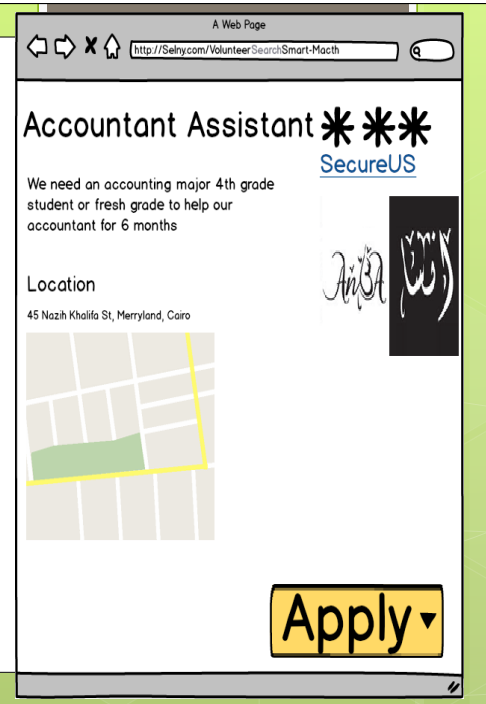 A Web Page
http://Selny.com/VolunteerSearchSmart-Macth
Accountant Assistant
SecureUS
We need an accounting major 4th grade
student or fresh grade to help our
accountant for 6 months
Location
45 Nazih Khalifa St, Merryland, Cairo
Apply